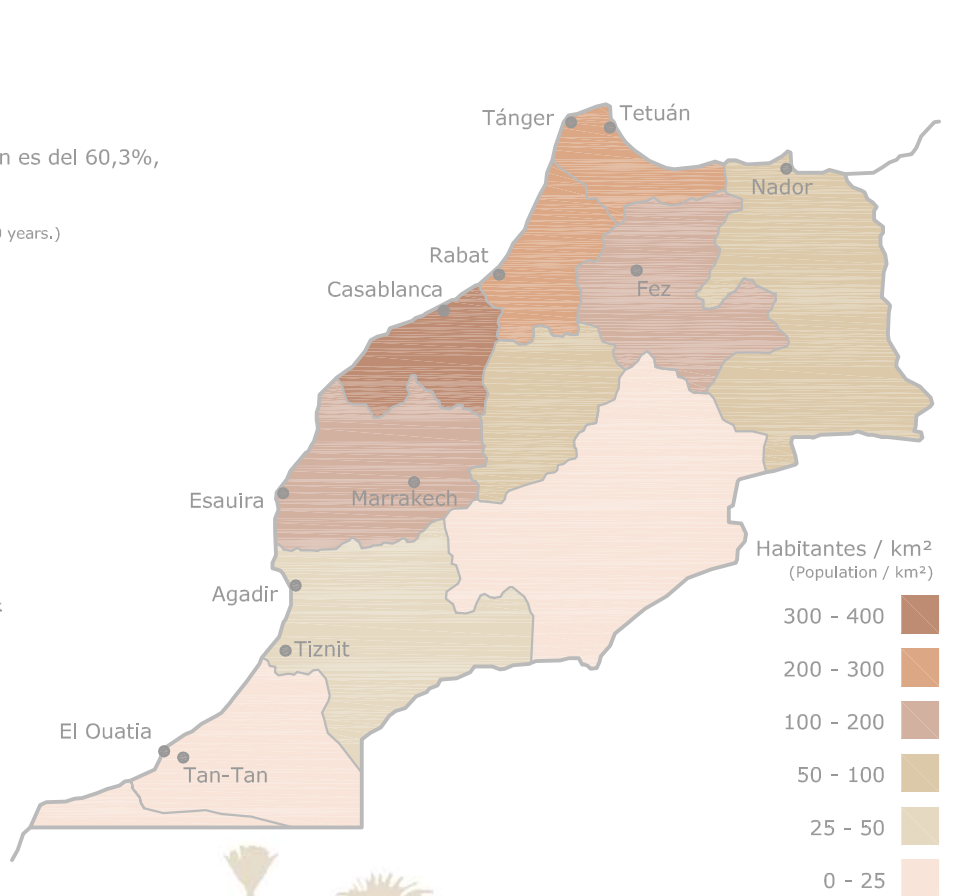 Tánger
Tetuán
n es del 60,3%,
Nador
years.)
Rabat
Casablanca
Fez
Esauira
Marrakech
Habitantes / km²
(Population / km²)
Agadir
300 - 400
Tiznit
200 - 300
100 - 200
El Ouatia
Tan-Tan
50 - 100
25 - 50
0 - 25